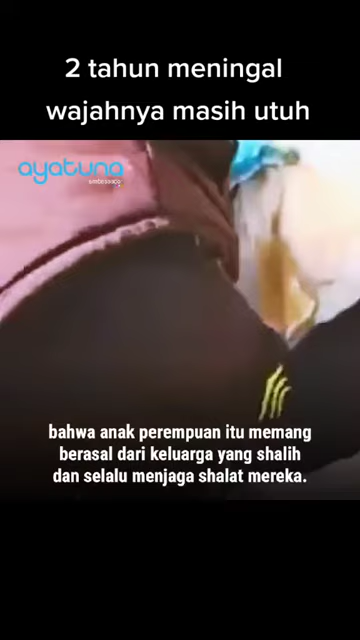 2 tahun meningal
wajahnya masih utuh
ayatuna
bahwa anak perempuan itu memang
berasal dari keluarga yang shalih
dan selalu menjaga shalat mereka.